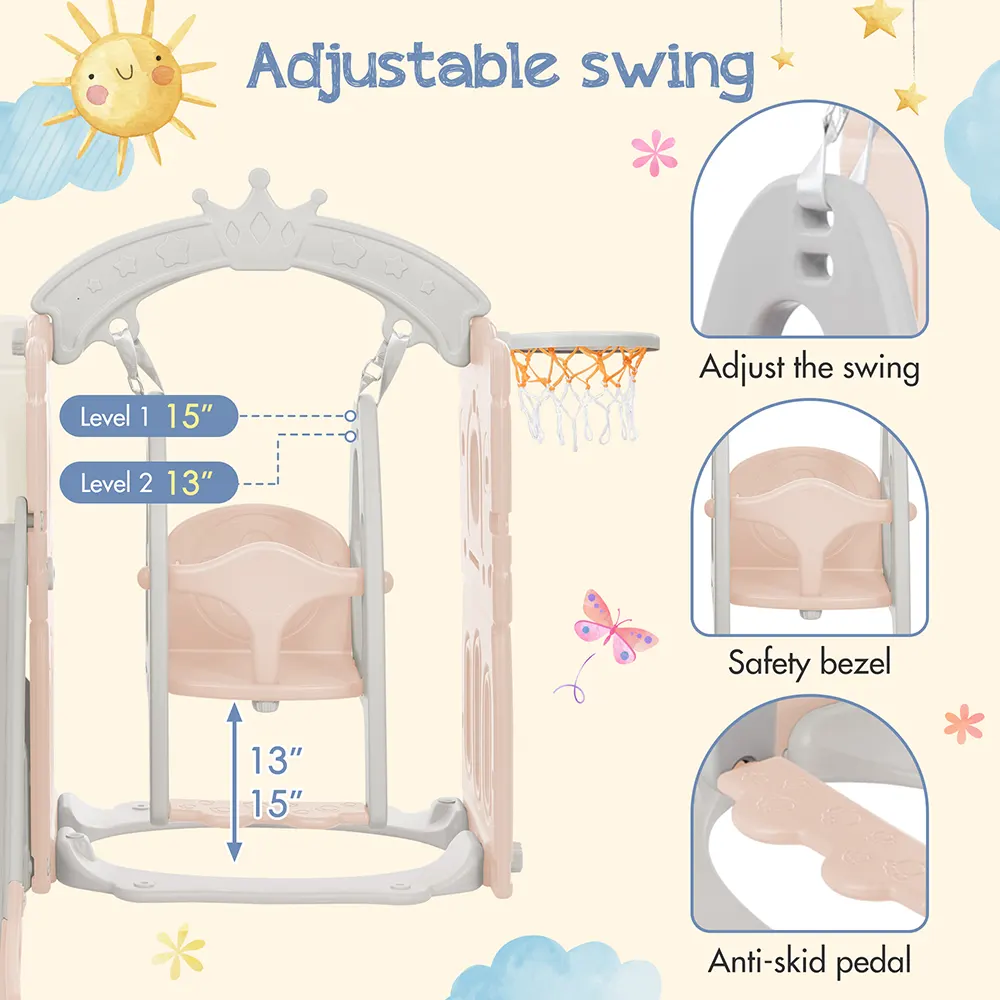 Adjustable swing
Level 1 15”
Level 2 13”
13”
15”
Adjust the swing
Safety bezel
Anti-skid pedal